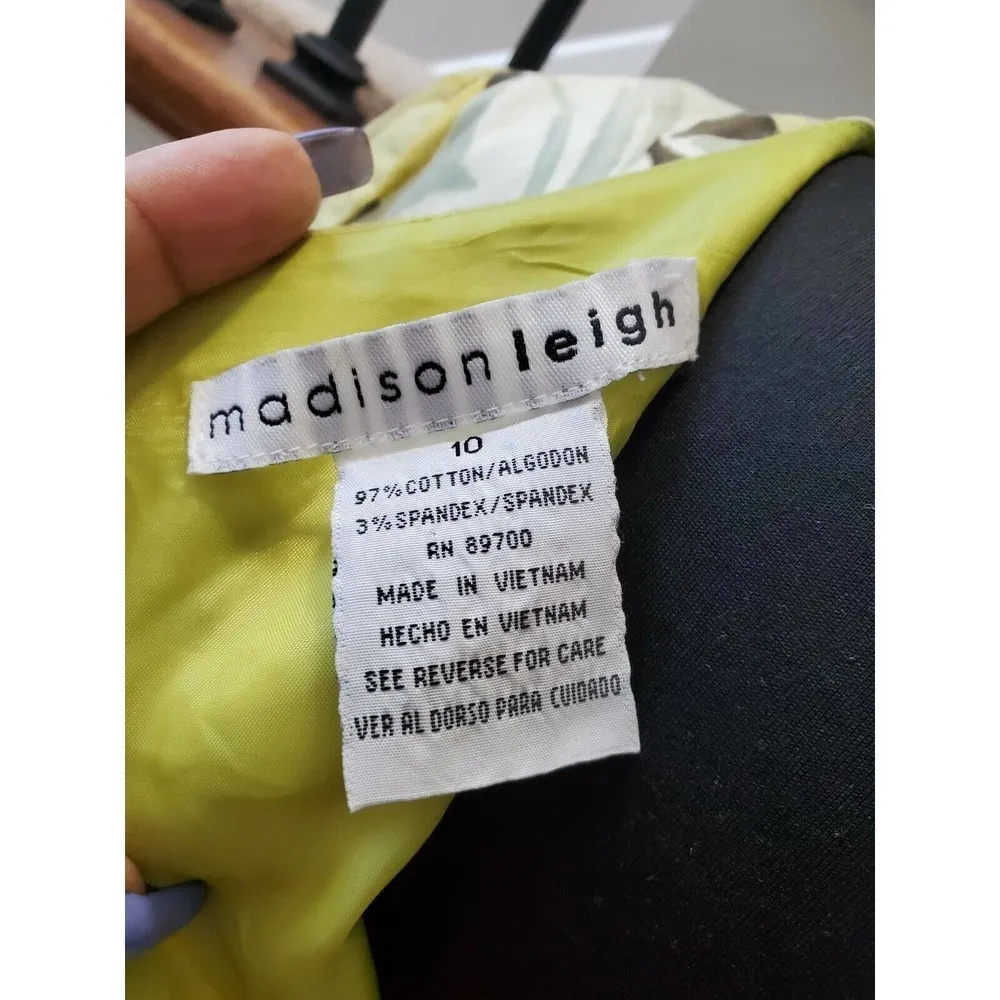 madison leigh
10
97% COTTON/ALGODON
3% SPANDEX/SPANDEX
RN 89700
MADE IN VIETNAM
HECHO EN VIETNAM
SEE REVERSE FOR CARE
VER AL DORSO PARA CUIDADO